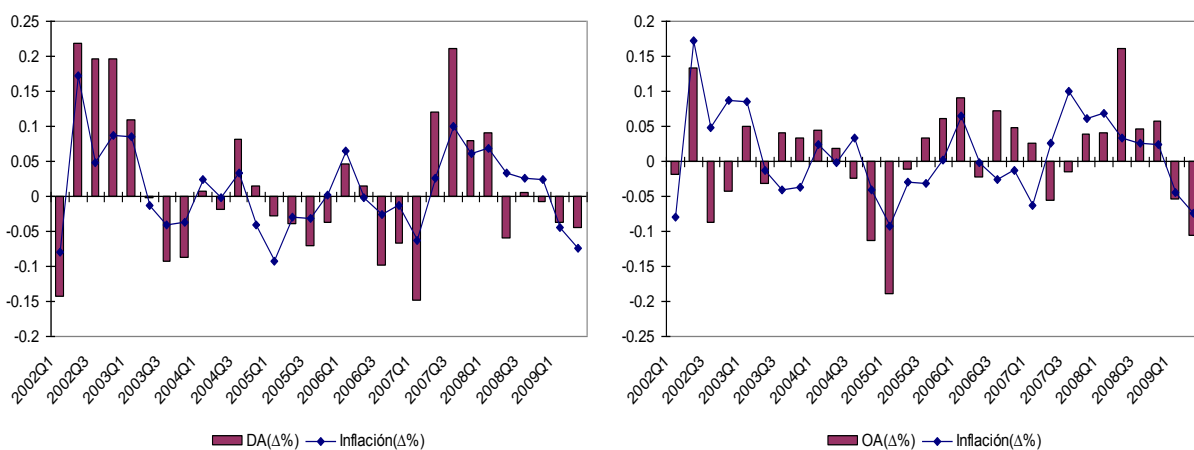 0.25
0.2
0.15
0.1
0.05
0
-0.05
-0.1
-0.15
-0.2
2002Q1
2002Q3
2003Q1
2003Q3
2004Q1
2004Q3
2005Q1
2005Q3
2006Q1
2006Q3
2007Q1
2007Q3
2008Q1
2008Q3
2009Q1
DA(Δ%) Inflación(Δ%)
0.2
0.15
0.1
0.05
0
-0.05
-0.1
-0.15
-0.2
-0.25
2002Q1
2002Q3
2003Q1
2003Q3
2004Q1
2004Q3
2005Q1
2005Q3
2006Q1
2006Q3
2007Q1
2007Q3
2008Q1
2008Q3
2009Q1
OA(Δ%) Inflación(Δ%)